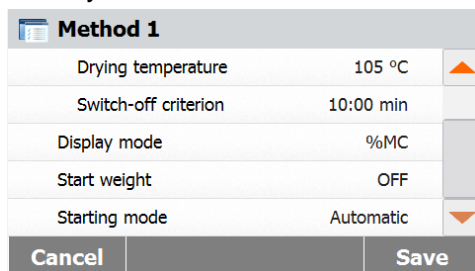 Method 1
Drying temperature 105 ºC
Switch-off criterion 10:00 min
Display mode %MC
Start weight OFF
Starting mode Automatic
Cancel Save